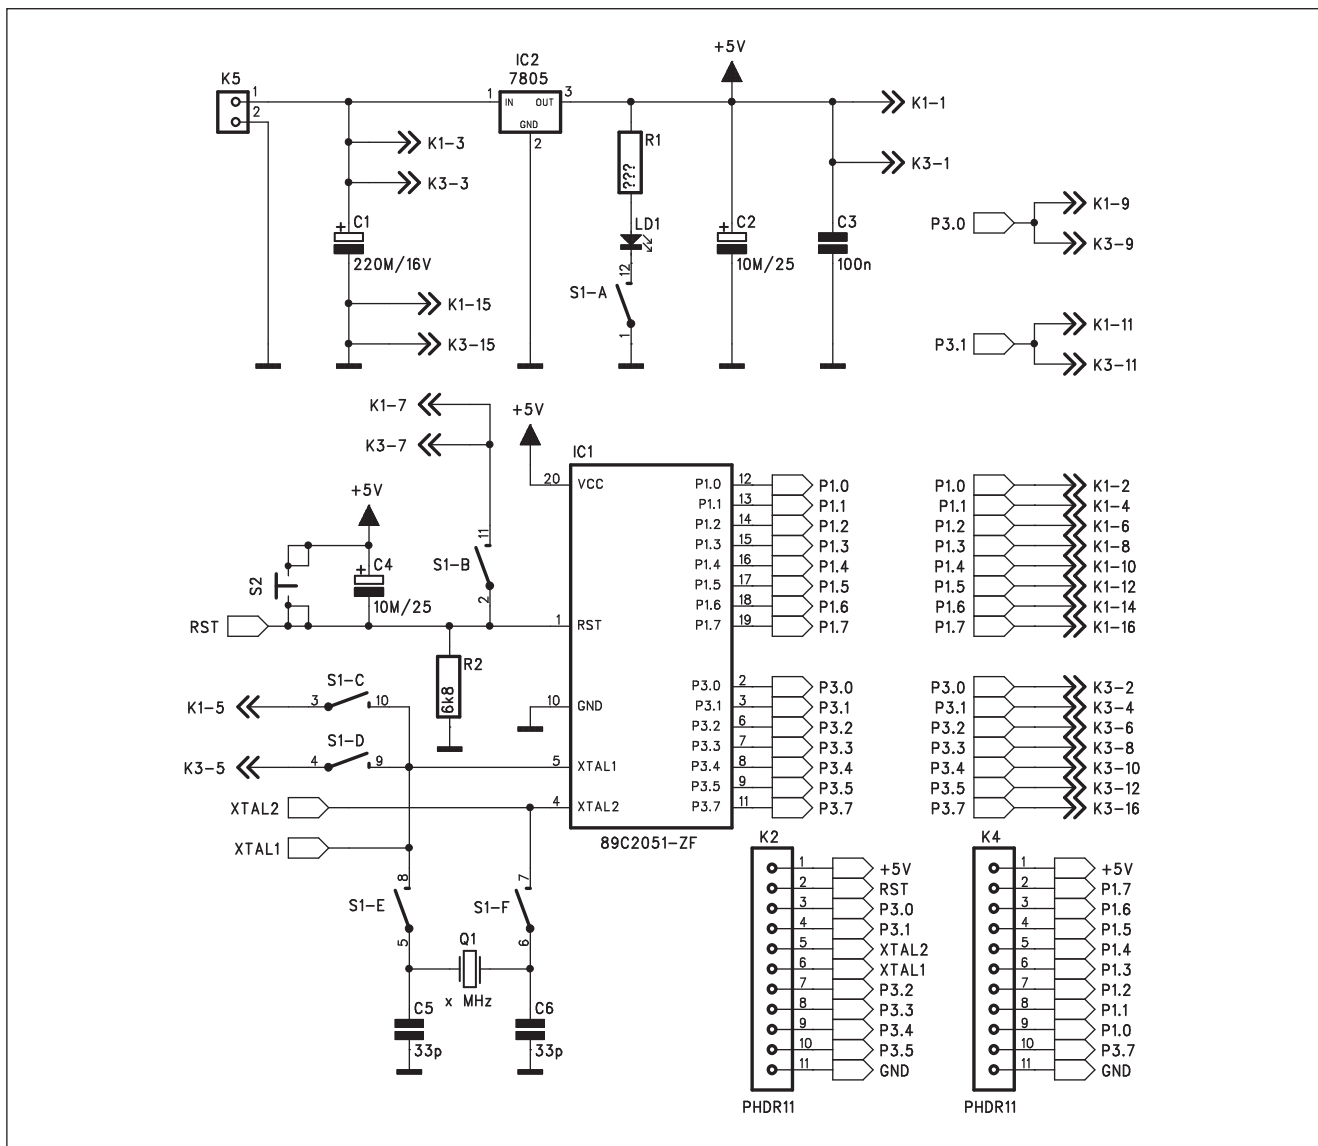 K5
1
2
IC2
7805
1
IN
OUT
3
GND
2
+5V
K1-1
K3-1
K1-3
K3-3
R1
???
C1
+
220M/16V
LD1
12
S1-A
1
C2
+
10M/25
C3
100n
K1-15
K3-15
P3.0
K1-9
K3-9
P3.1
K1-11
K3-11
K1-7
K3-7
+5V
IC1
20
VCC
+5V
S2
C4
+
10M/25
RST
11
S1-B
2
1
RST
R2
6k8
S1-C
K1-5
3
10
10
GND
S1-D
K3-5
4
9
5
XTAL1
XTAL2
4
XTAL2
XTAL1
89C2051-ZF
P1.0 12 P1.0
P1.1 13 P1.1
P1.2 14 P1.2
P1.3 15 P1.3
P1.4 16 P1.4
P1.5 17 P1.5
P1.6 18 P1.6
P1.7 19 P1.7
P3.0 2 P3.0
P3.1 3 P3.1
P3.2 6 P3.2
P3.3 7 P3.3
P3.4 8 P3.4
P3.5 9 P3.5
P3.7 11 P3.7
P1.0 K1-2
P1.1 K1-4
P1.2 K1-6
P1.3 K1-8
P1.4 K1-10
P1.5 K1-12
P1.6 K1-14
P1.7 K1-16
P3.0 K3-2
P3.1 K3-4
P3.2 K3-6
P3.3 K3-8
P3.4 K3-10
P3.5 K3-12
P3.7 K3-16
8
S1-E
5
7
S1-F
6
Q1
x MHz
C5
33p
C6
33p
K2
1 +5V
2 RST
3 P3.0
4 P3.1
5 XTAL2
6 XTAL1
7 P3.2
8 P3.3
9 P3.4
10 P3.5
11 GND
PHDR11
K4
1 +5V
2 P1.7
3 P1.6
4 P1.5
5 P1.4
6 P1.3
7 P1.2
8 P1.1
9 P1.0
10 P3.7
11 GND
PHDR11